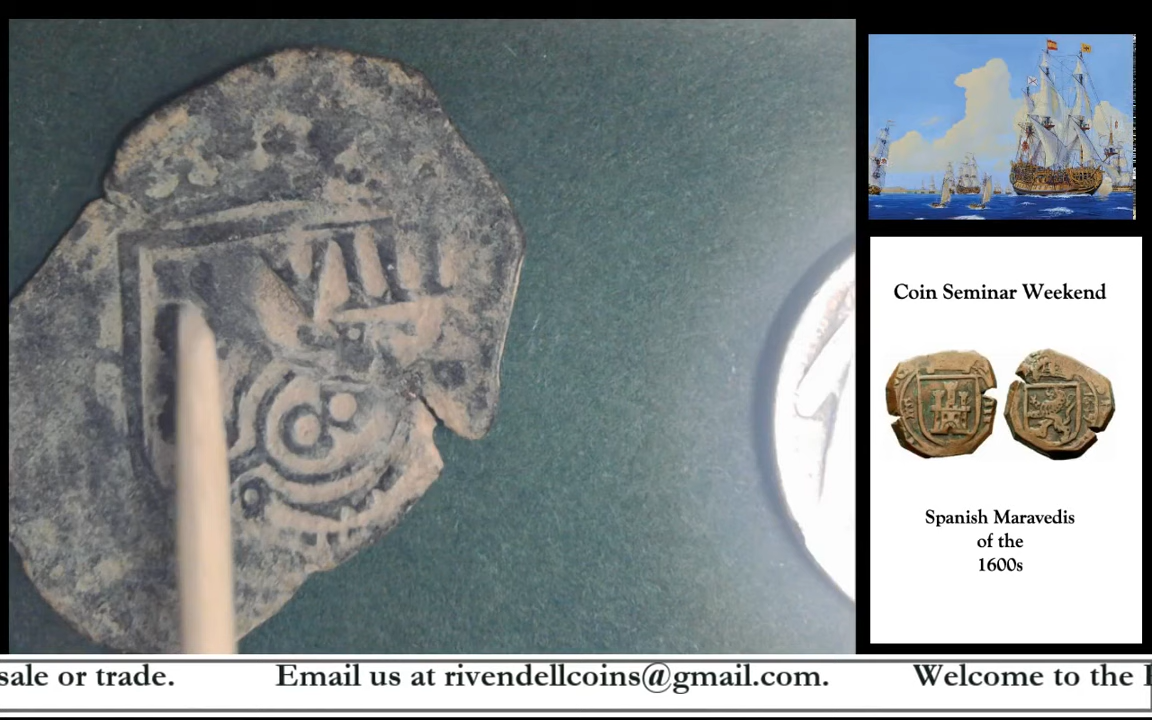 VIII
Coin Seminar Weekend
Spanish Maravedis
of the
1600s
sale or trade. Email us at rivendellcoins@gmail.com. Welcome to the